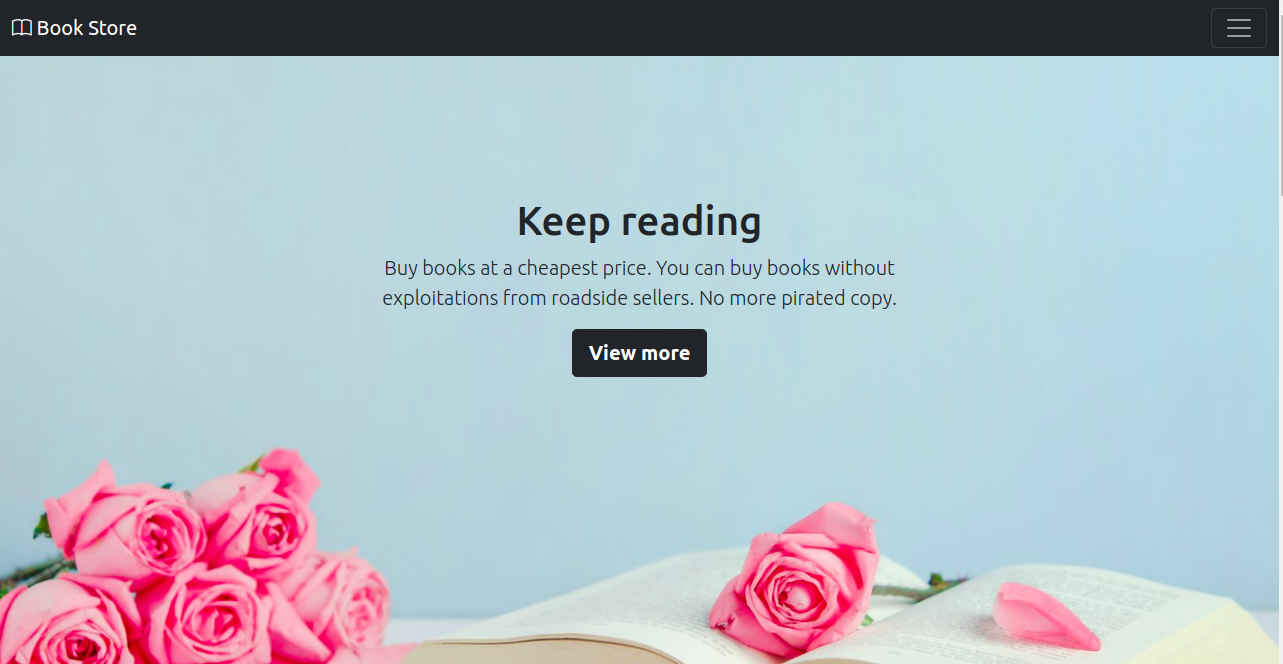 Book Store
Keep reading
Buy books at a cheapest price. You can buy books without
exploitations from roadside sellers. No more pirated copy.
View more